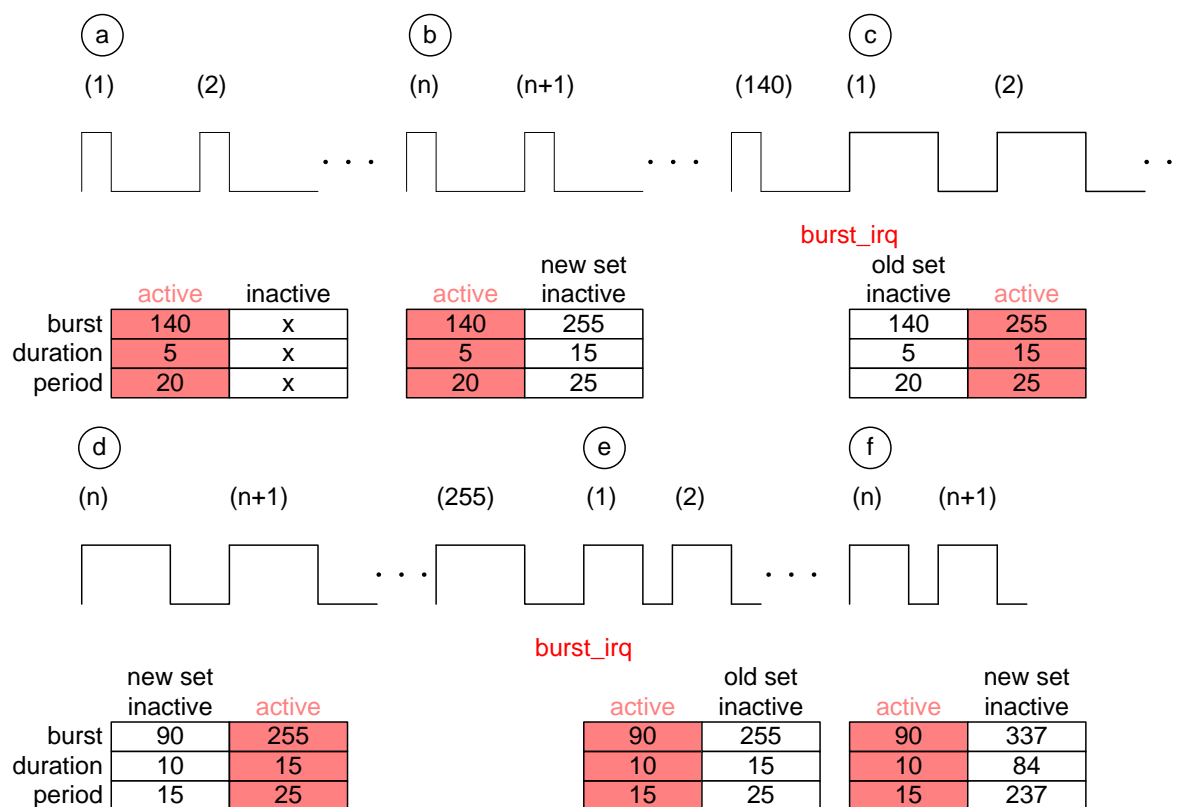 a b c
(1) (2) (n) (n+1) (140) (1) (2)
. . . . . . . .
burst_irq
new set old set
active inactive active inactive inactive active
burst 140 x 140 255 140 255
duration 5 x 5 15 5 15
period 20 x 20 25 20 25
d e f
(n) (n+1) (255) (1) (2) (n) (n+1)
. . . . . .
burst_irq
new set old set new set
inactive active active inactive active inactive
burst 90 255 90 255 90 337
duration 10 15 10 15 10 84
period 15 25 15 25 15 237